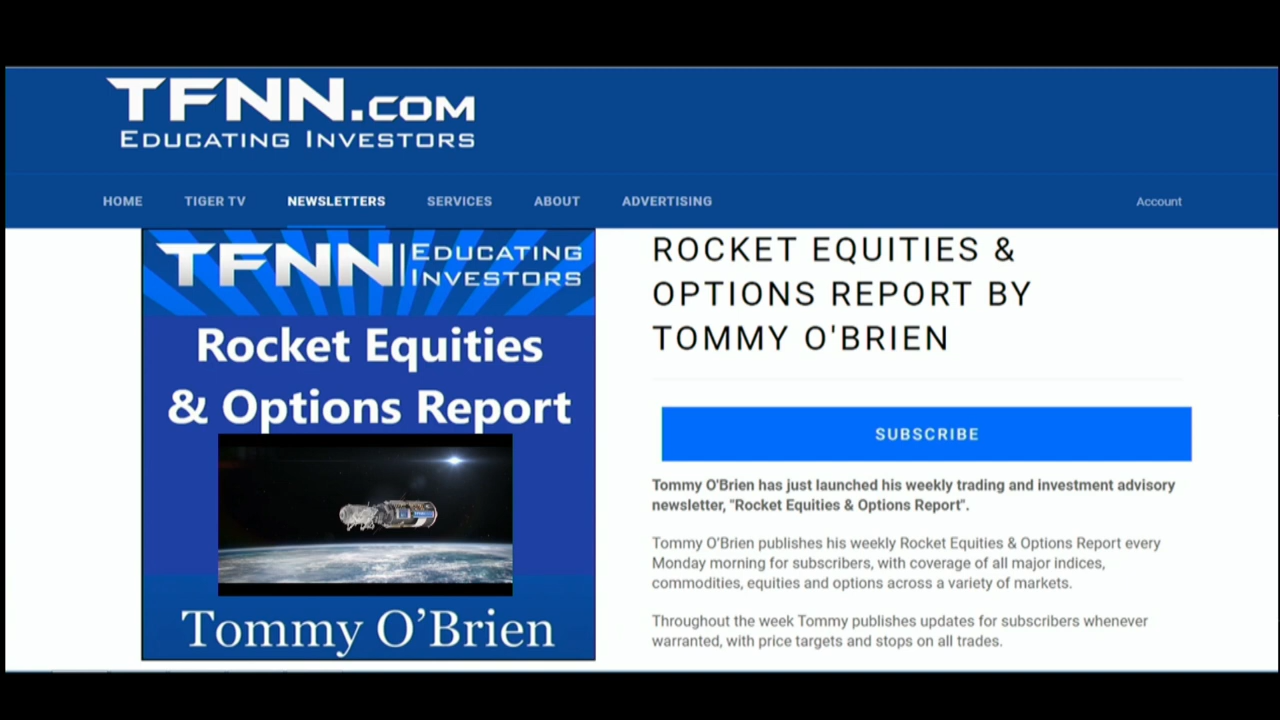 TFNN.COM
EDUCATING INVESTORS
HOME TIGER TV NEWSLETTERS SERVICES ABOUT ADVERTISING Account
TFNN EDUCATING
INVESTORS
Rocket Equities
& Options Report
Tommy O’Brien
ROCKET EQUITIES &
OPTIONS REPORT BY
TOMMY O'BRIEN
SUBSCRIBE
Tommy O'Brien has just launched his weekly trading and investment advisory
newsletter, "Rocket Equities & Options Report".
Tommy O’Brien publishes his weekly Rocket Equities & Options Report every
Monday morning for subscribers, with coverage of all major indices,
commodities, equities and options across a variety of markets.
Throughout the week Tommy publishes updates for subscribers whenever
warranted, with price targets and stops on all trades.